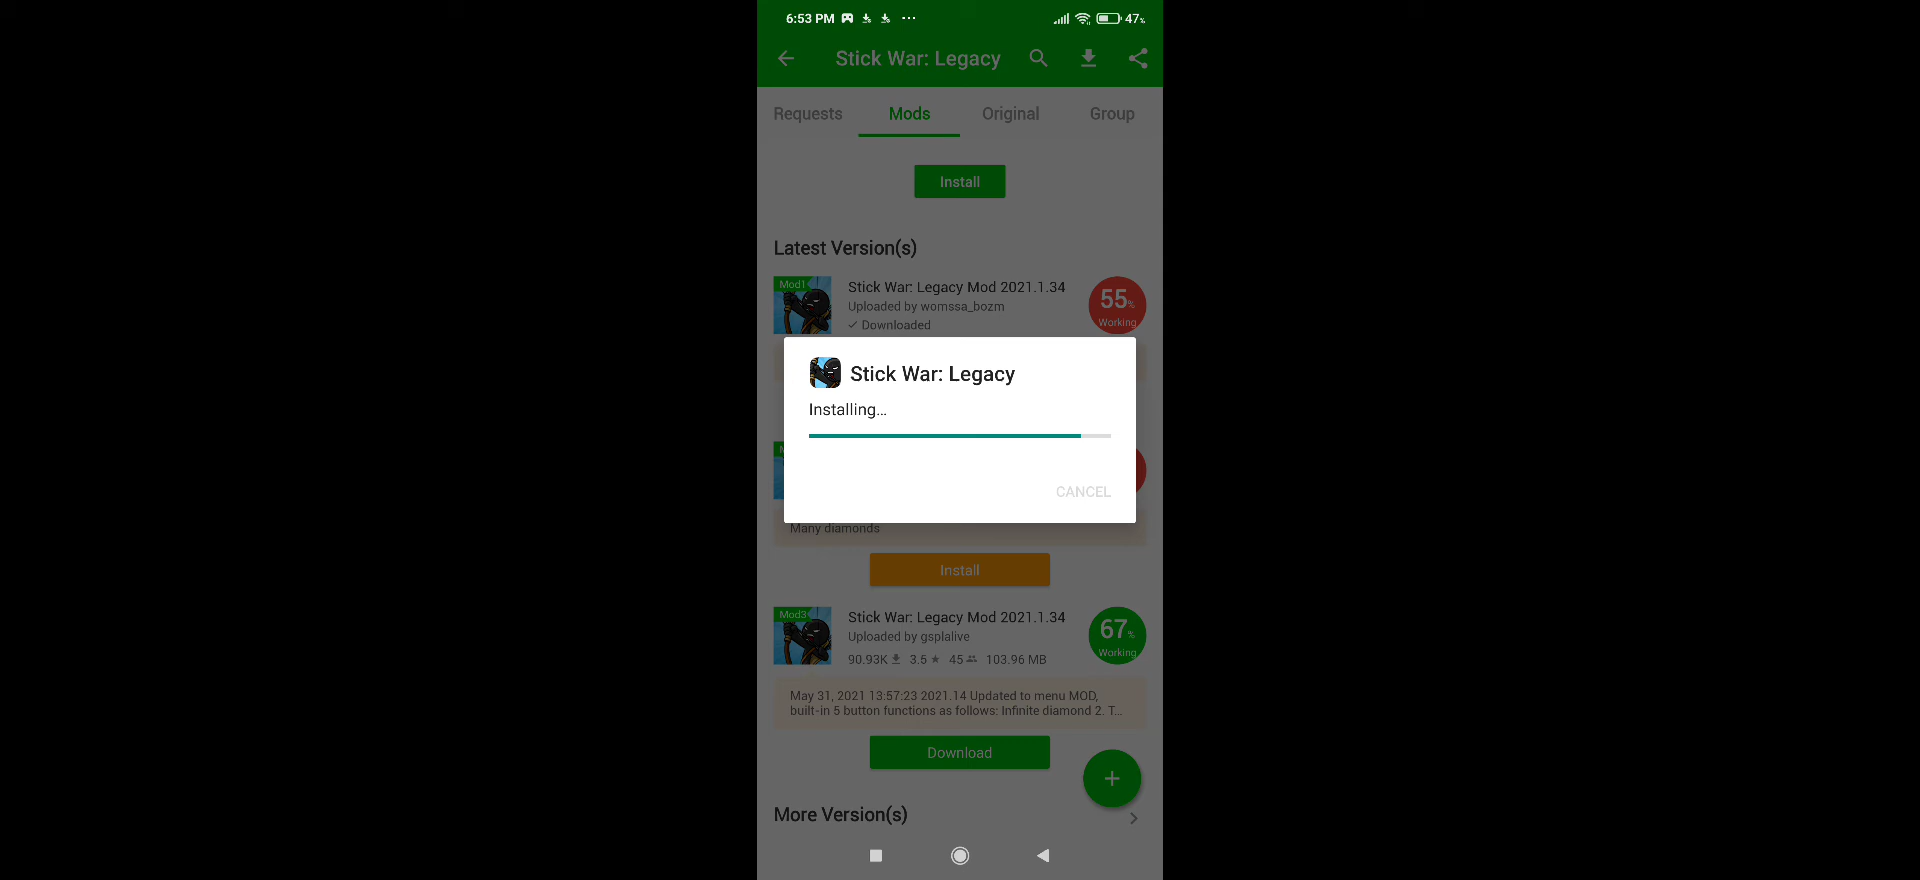 6:53 PM ... 47%
Stick War: Legacy
Requests Mods Original Group
Install
Latest Version(s)
Mod1
Stick War: Legacy Mod 2021.1.34
Uploaded by womssa_bozm
Downloaded
55%
Working
Stick War: Legacy
Installing...
CANCEL
Many diamonds
Install
Mod3
Stick War: Legacy Mod 2021.1.34
Uploaded by gsplalive
90.93K 3.5 45 103.96 MB
67%
Working
May 31, 2021 13:57:23 2021.14 Updated to menu MOD,
built-in 5 button functions as follows: Infinite diamond 2. T...
Download
+
More Version(s)